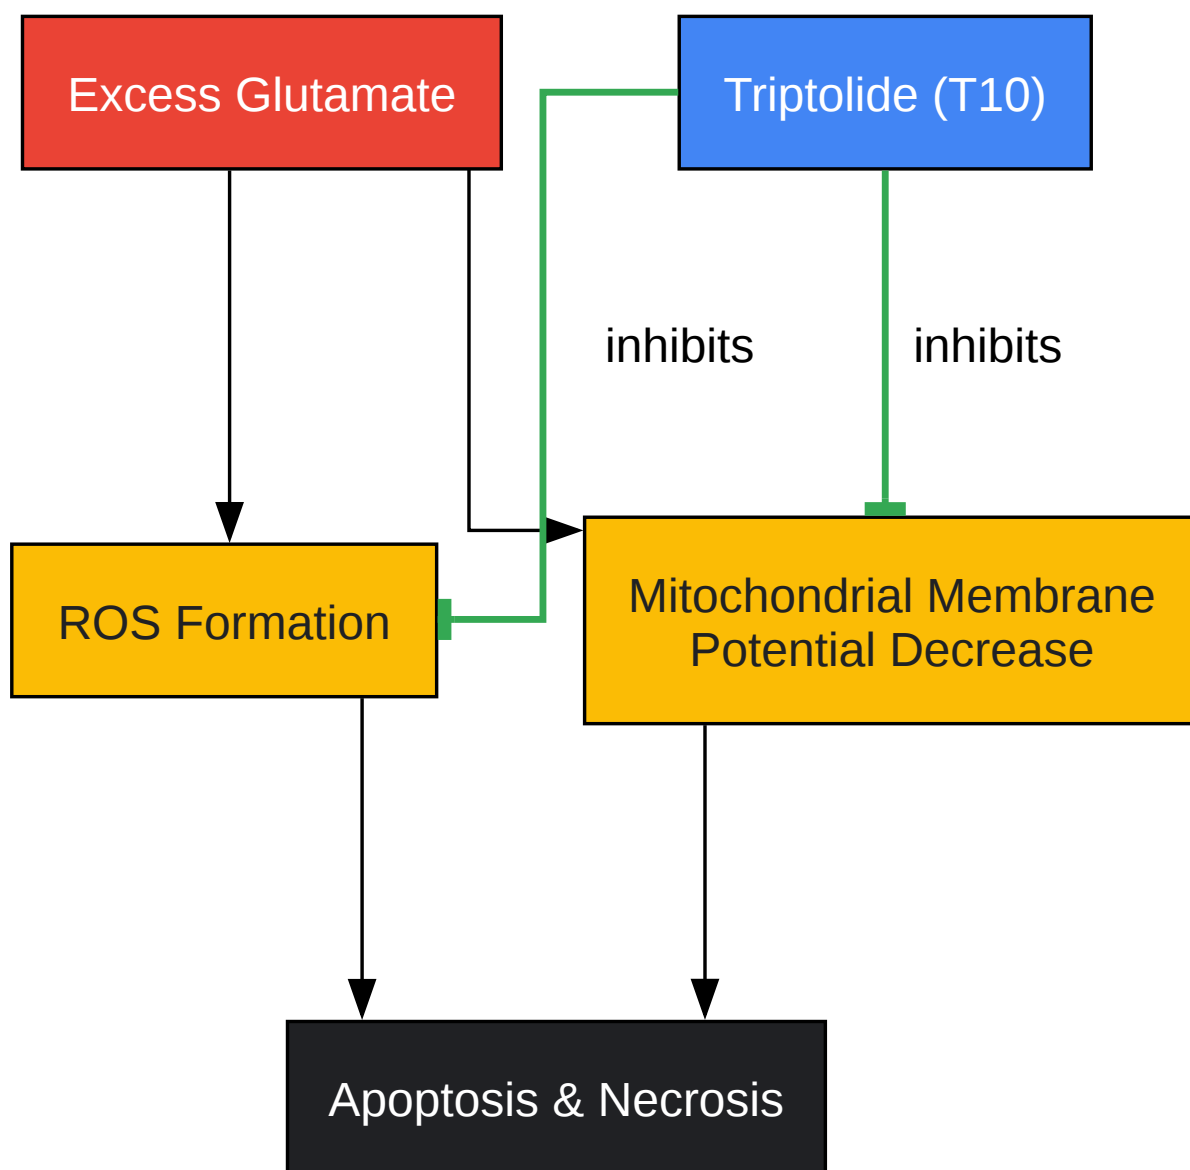 Excess Glutamate
Triptolide (T10)
inhibits
inhibits
ROS Formation
Mitochondrial Membrane
Potential Decrease
Apoptosis & Necrosis